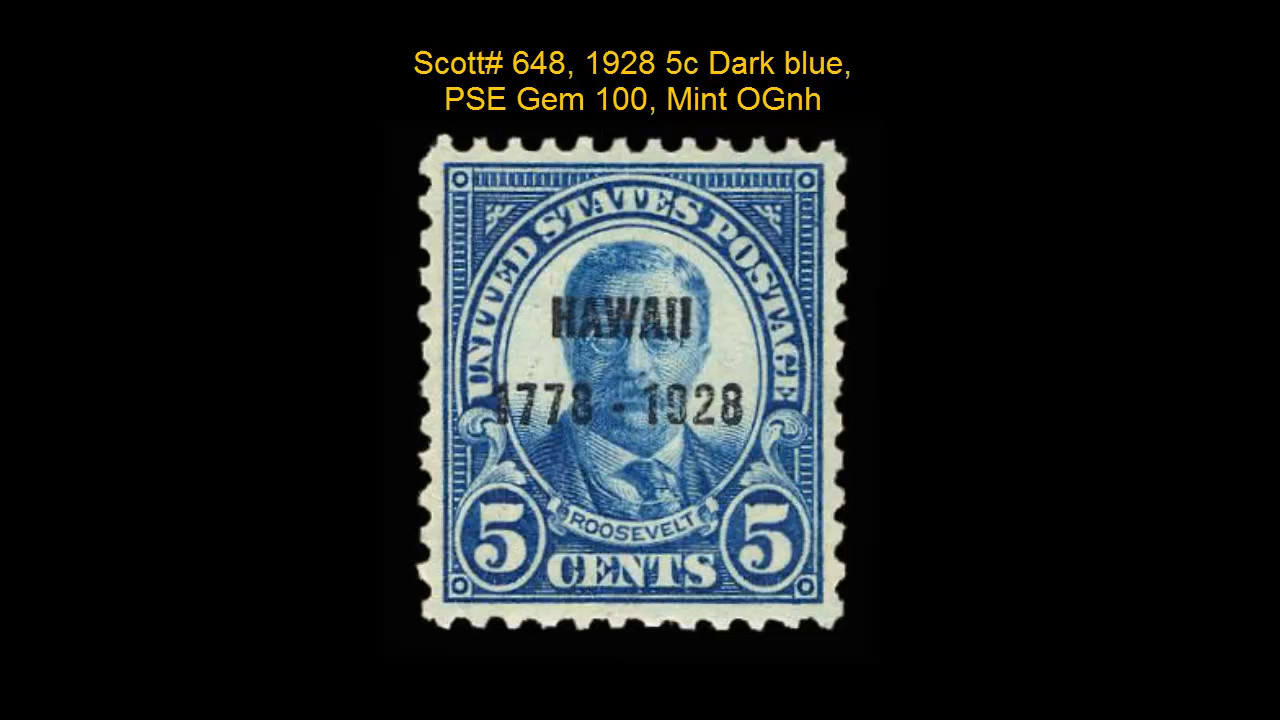 Scott# 648, 1928 5c Dark blue,
PSE Gem 100, Mint OGnh
UNITED STATES POSTAGE
HAWAII
1778 - 1928
ROOSEVELT
5 5
CENTS